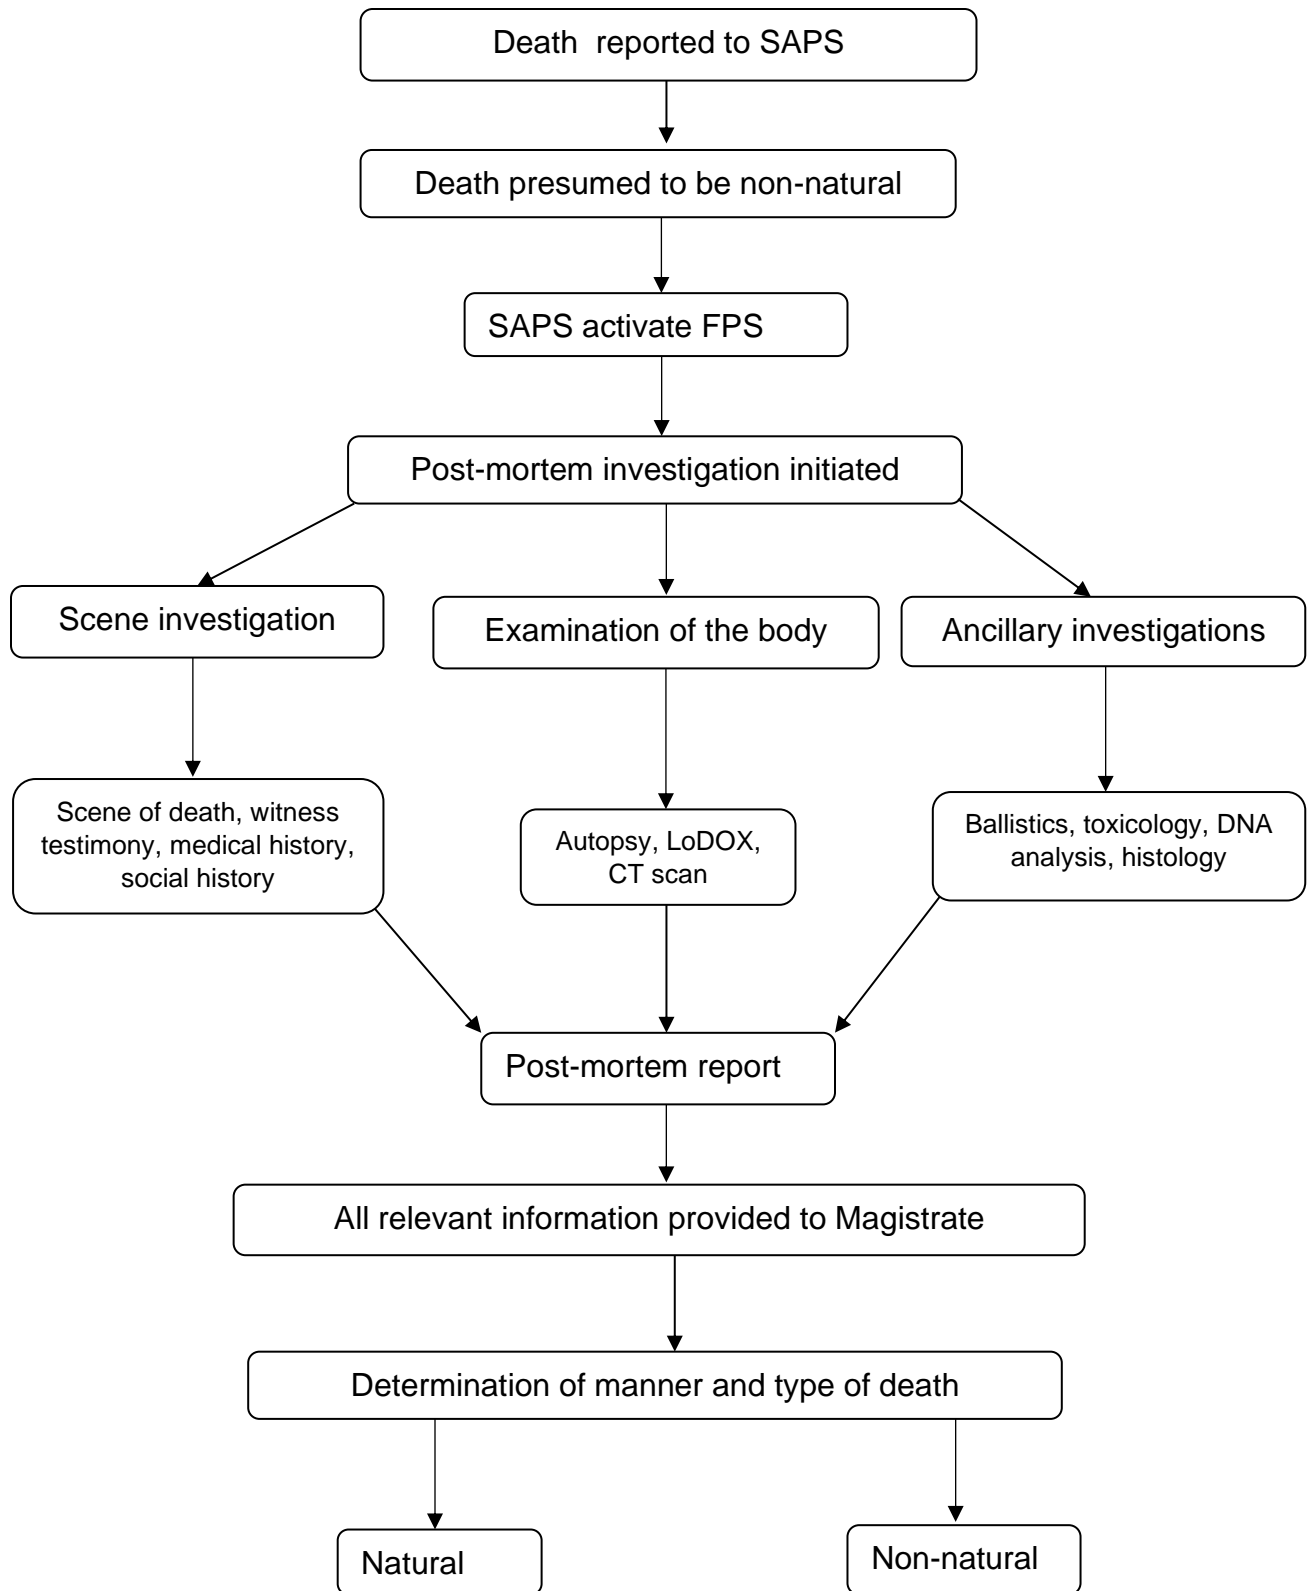 Death  reported to SAPS
Death presumed to be non-natural
SAPS activate FPS
Post-mortem investigation initiated
Scene investigation
Examination of the body
Ancillary investigations
Scene of death, witness
testimony, medical history,
social history
Autopsy, LoDOX,
CT scan
Ballistics, toxicology, DNA
analysis, histology
Post-mortem report
All relevant information provided to Magistrate
Determination of manner and type of death
Natural
Non-natural